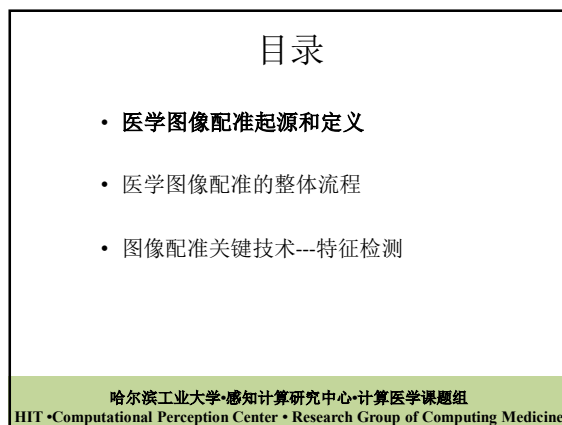 目录
• 医学图像配准起源和定义
• 医学图像配准的整体流程
• 图像配准关键技术---特征检测
哈尔滨工业大学•感知计算研究中心•计算医学课题组
HIT •Computational Perception Center • Research Group of Computing Medicine